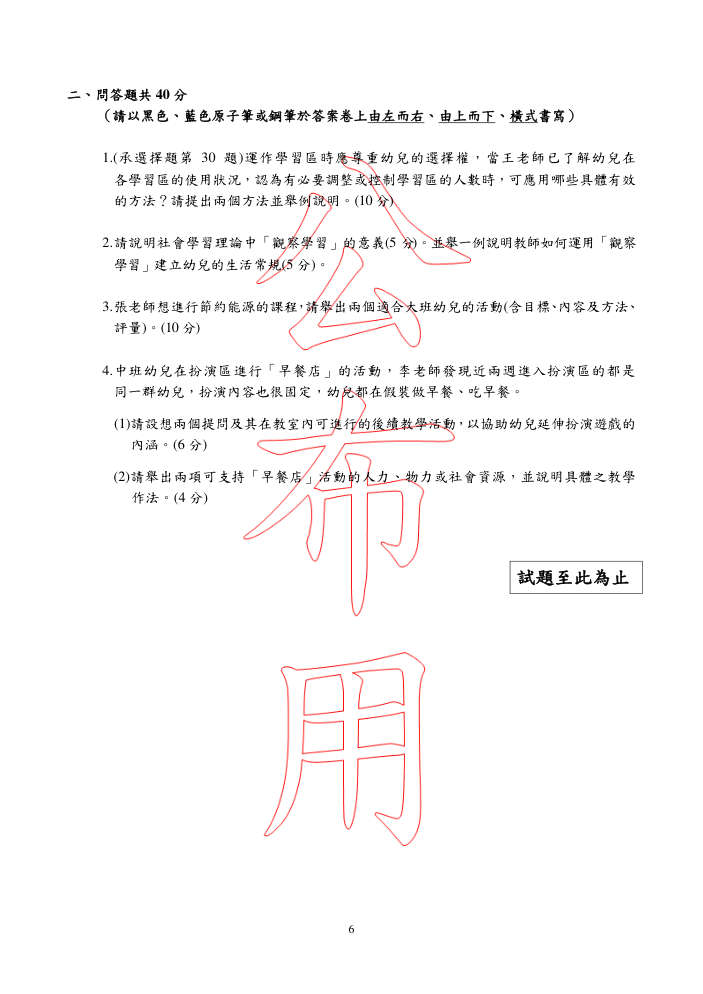 二、問答題共 40 分
（請以黑色、藍色原子筆或鋼筆於答案卷上由左而右、由上而下、橫式書寫）
1.(承選擇題第 30 題)運作學習區時應尊重幼兒的選擇權，當王老師已了解幼兒在
各學習區的使用狀況，認為有必要調整或控制學習區的人數時，可應用哪些具體有效
的方法？請提出兩個方法並舉例說明。(10 分)
2.請說明社會學習理論中「觀察學習」的意義(5 分)。並舉一例說明教師如何運用「觀察
學習」建立幼兒的生活常規(5 分)。
3.張老師想進行節約能源的課程，請舉出兩個適合大班幼兒的活動(含目標、內容及方法、
評量)。(10 分)
4.中班幼兒在扮演區進行「早餐店」的活動，李老師發現近兩週進入扮演區的都是
同一群幼兒，扮演內容也很固定，幼兒都在假裝做早餐、吃早餐。
(1)請設想兩個提問及其在教室內可進行的後續教學活動，以協助幼兒延伸扮演遊戲的
內涵。(6 分)
(2)請舉出兩項可支持「早餐店」活動的人力、物力或社會資源，並說明具體之教學
作法。(4 分)
試題至此為止
公布用
6